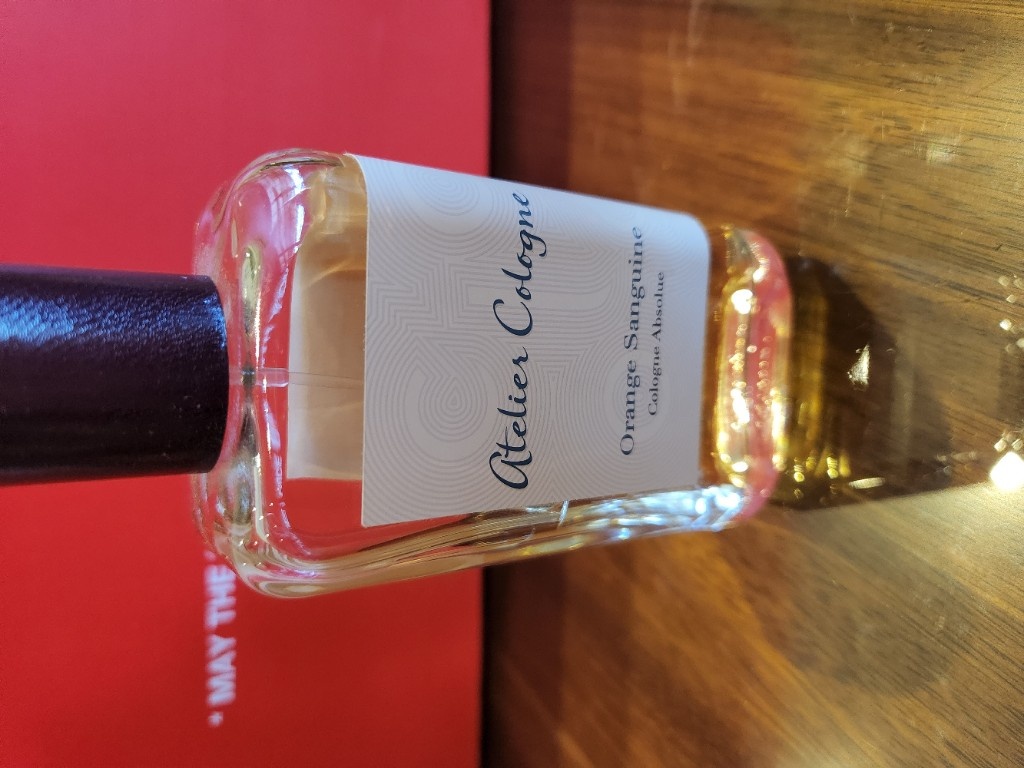 Atelier Cologne
Orange Sanguine
Cologne Absolue
* MAY THE